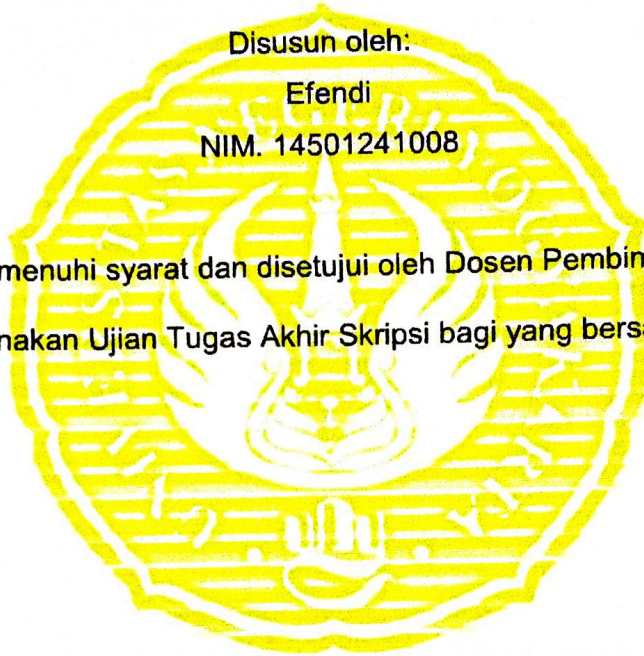 Disusun oleh:
Efendi
NIM. 14501241008
menuhi syarat dan disetujui oleh Dosen Pembin
nakan Ujian Tugas Akhir Skripsi bagi yang bersa